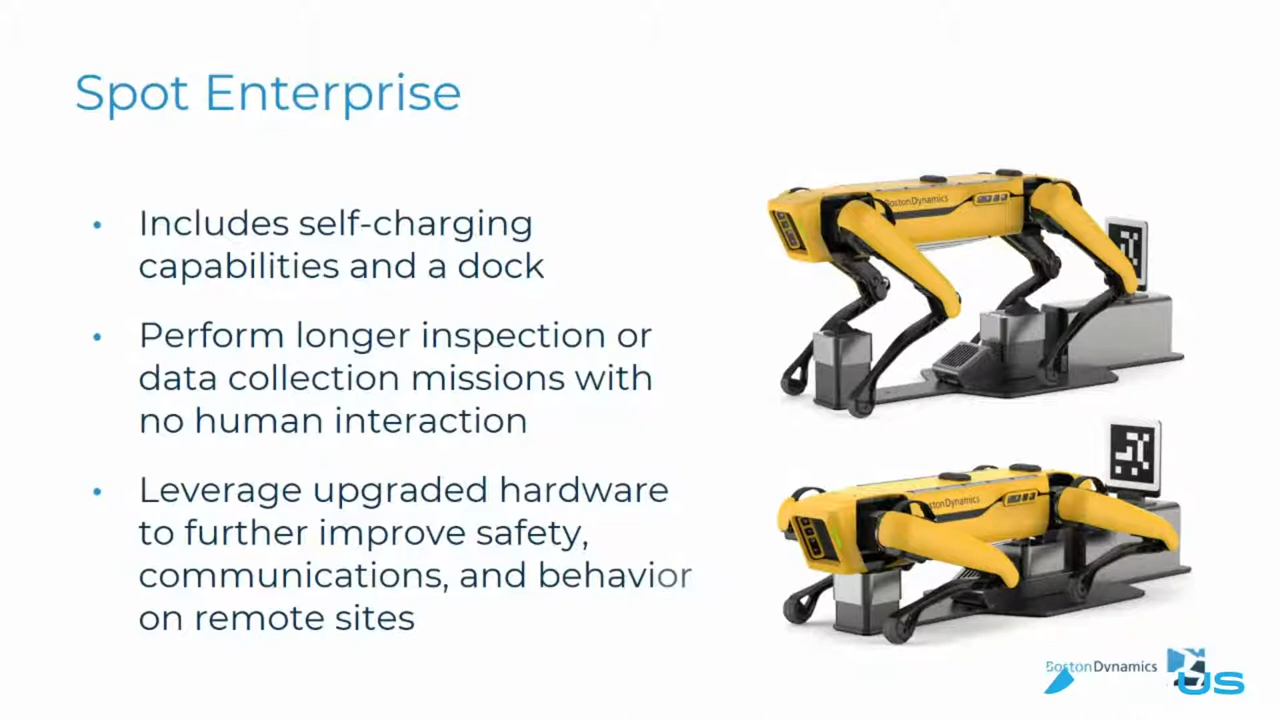 Spot Enterprise
• Includes self-charging
capabilities and a dock
• Perform longer inspection or
data collection missions with
no human interaction
• Leverage upgraded hardware
to further improve safety,
communications, and behavior
on remote sites
BostonDynamics
BostonDynamics
BostonDynamics
US